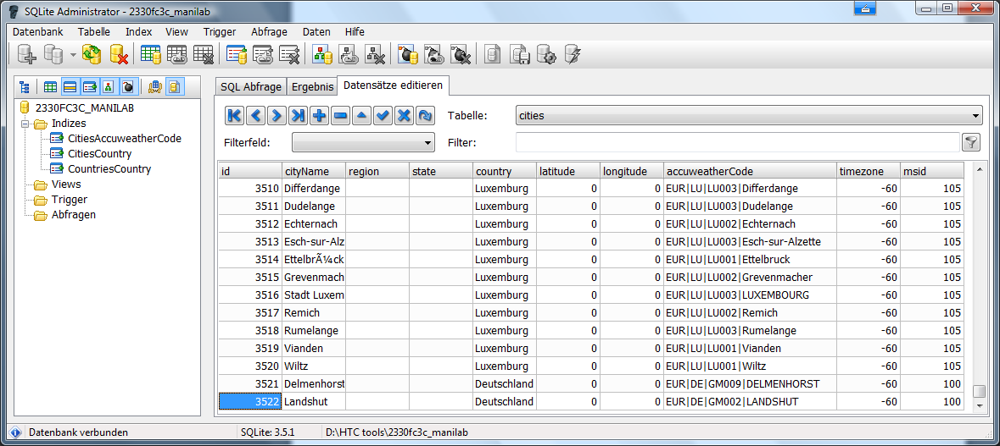 SQLite Administrator - 2330fc3c_manilab
Datenbank Tabelle Index View Trigger Abfrage Daten Hilfe
2330FC3C_MANILAB
Indizes
CitiesAccuweatherCode
CitiesCountry
CountriesCountry
Views
Trigger
Abfragen
SQL Abfrage Ergebnis Datensätze editieren
Tabelle: cities
Filterfeld: Filter:
id cityName region state country latitude longitude accuweatherCode timezone msid
3510 Differdange Luxemburg 0 0 EUR|LU|LU003|Differdange -60 105
3511 Dudelange Luxemburg 0 0 EUR|LU|LU003|Dudelange -60 105
3512 Echternach Luxemburg 0 0 EUR|LU|LU002|Echternach -60 105
3513 Esch-sur-Alz Luxemburg 0 0 EUR|LU|LU003|Esch-sur-Alzette -60 105
3514 EttelbrÃ¼ck Luxemburg 0 0 EUR|LU|LU001|Ettelbruck -60 105
3515 Grevenmach Luxemburg 0 0 EUR|LU|LU002|Grevenmacher -60 105
3516 Stadt Luxem Luxemburg 0 0 EUR|LU|LU003|LUXEMBOURG -60 105
3517 Remich Luxemburg 0 0 EUR|LU|LU002|Remich -60 105
3518 Rumelange Luxemburg 0 0 EUR|LU|LU003|Rumelange -60 105
3519 Vianden Luxemburg 0 0 EUR|LU|LU001|Vianden -60 105
3520 Wiltz Luxemburg 0 0 EUR|LU|LU001|Wiltz -60 105
3521 Delmenhorst Deutschland 0 0 EUR|DE|GM009|DELMENHORST -60 100
3522 Landshut Deutschland 0 0 EUR|DE|GM002|LANDSHUT -60 100
Datenbank verbunden SQLite: 3.5.1 D:\HTC tools\2330fc3c_manilab